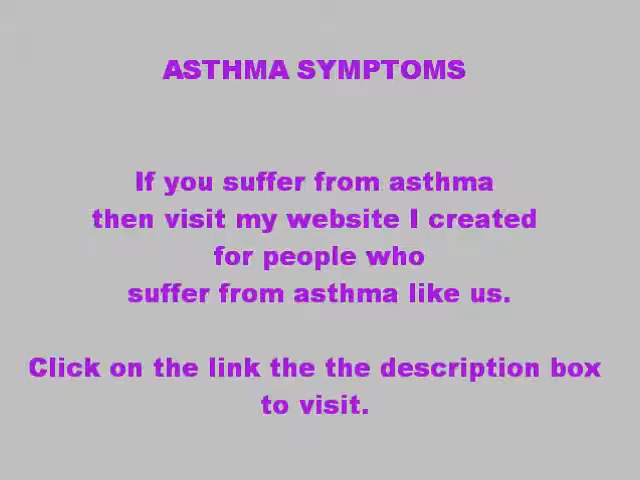 ASTHMA SYMPTOMS
If you suffer from asthma
then visit my website I created
for people who
suffer from asthma like us.
Click on the link the the description box
to visit.